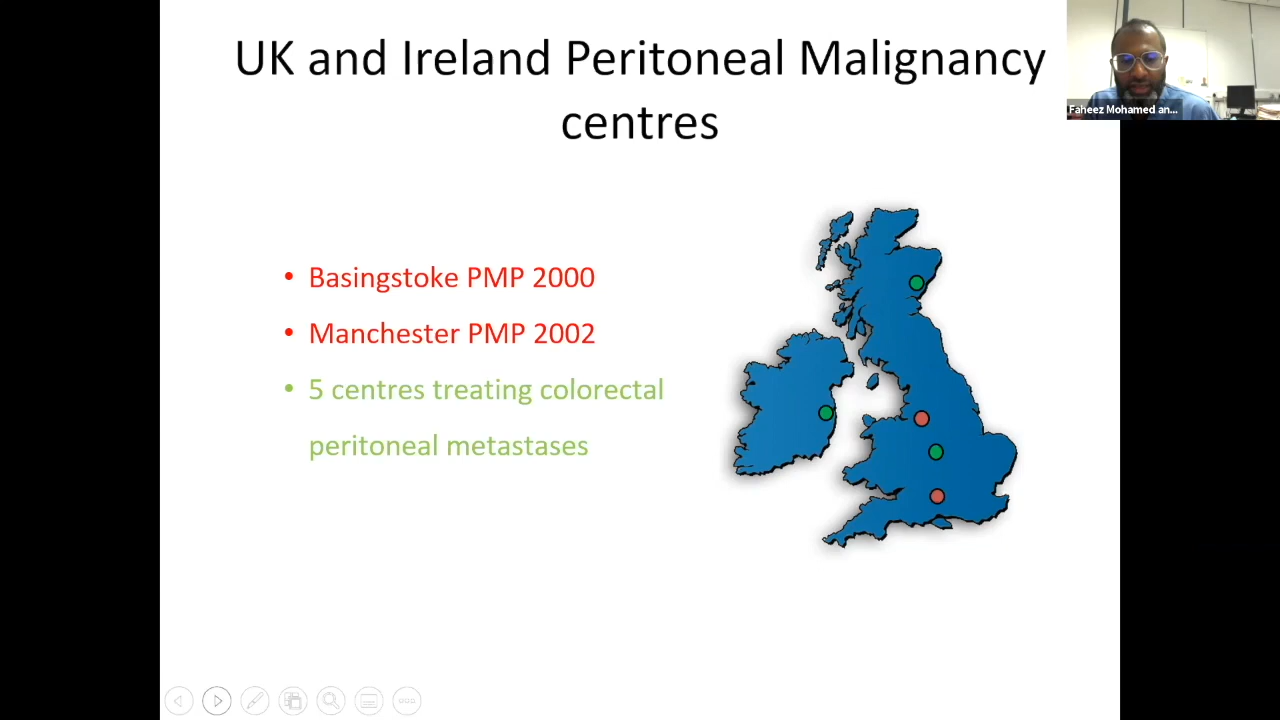 UK and Ireland Peritoneal Malignancy
centres
Faheez Mohamed an...
• Basingstoke PMP 2000
• Manchester PMP 2002
• 5 centres treating colorectal
peritoneal metastases